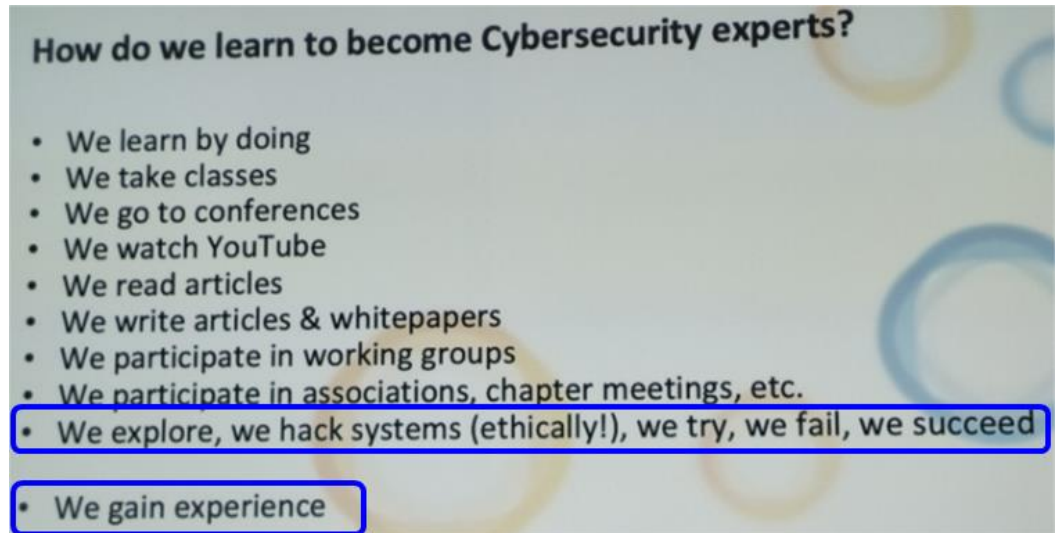 How do we learn to become Cybersecurity experts?
• We learn by doing
• We take classes
• We go to conferences
• We watch YouTube
• We read articles
• We write articles & whitepapers
• We participate in working groups
• We participate in associations, chapter meetings, etc.
• We explore, we hack systems (ethically!), we try, we fail, we succeed
• We gain experience